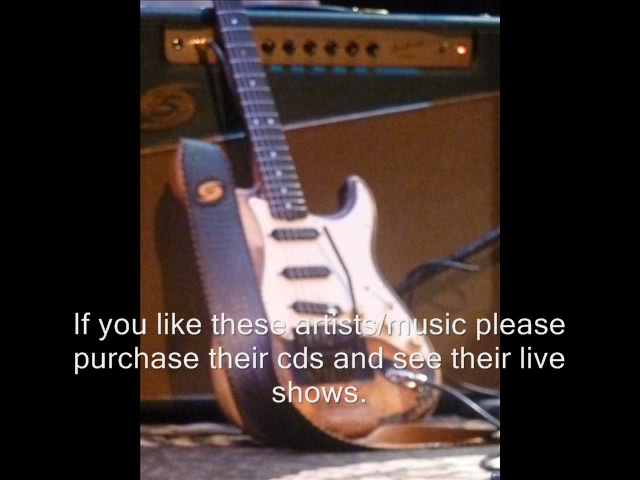 If you like these artists/music please
purchase their cds and see their live
shows.